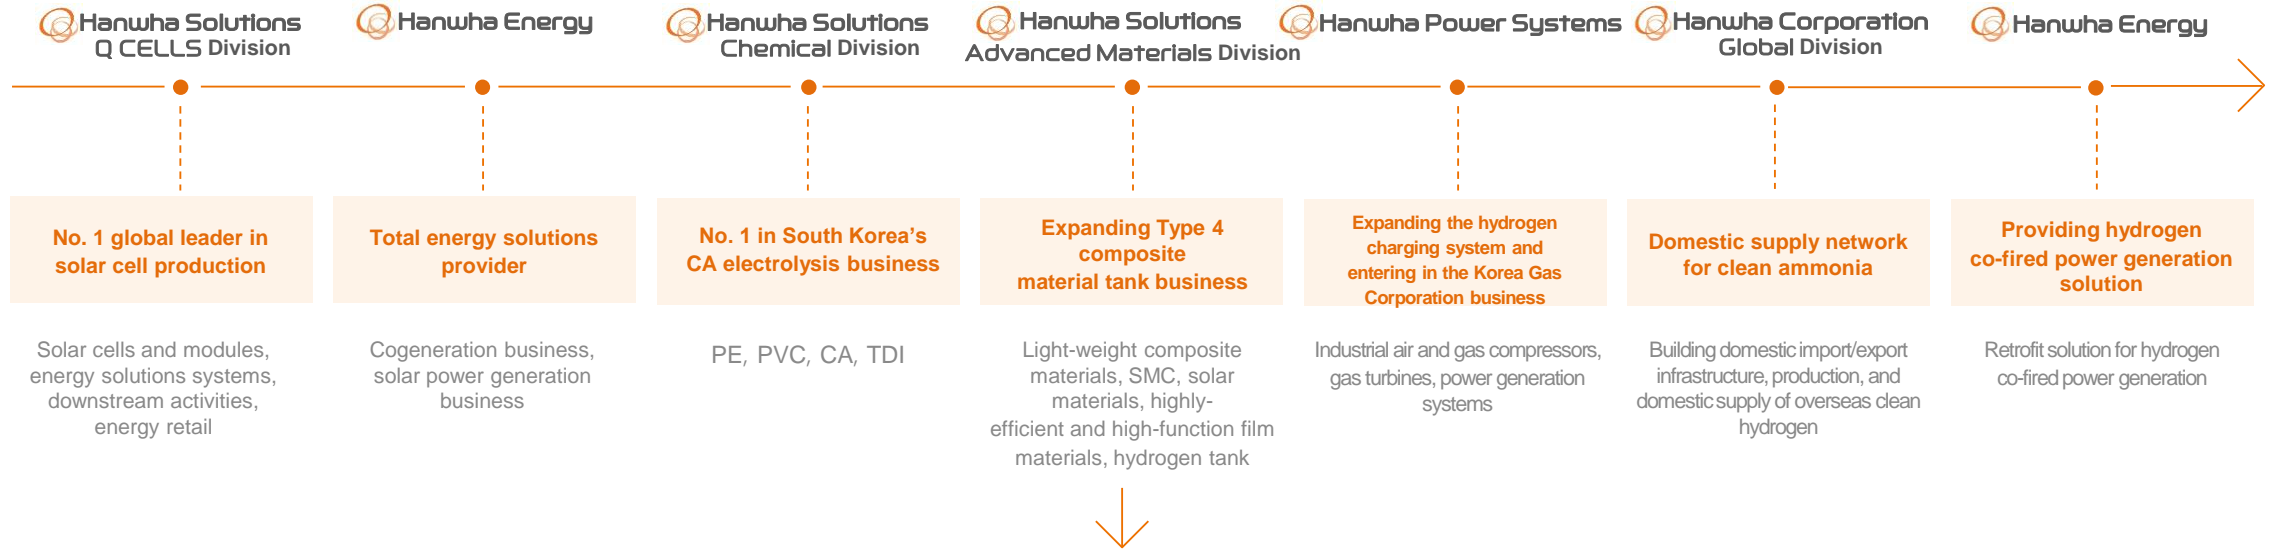 Hanwha Solutions
Q CELLS Division
Hanwha Energy
Hanwha Solutions
Chemical Division
Hanwha Solutions
Advanced Materials Division
Hanwha Power Systems
Hanwha Corporation
Global Division
Hanwha Energy
No. 1 global leader in
solar cell production
Total energy solutions
provider
No. 1 in South Korea’s
CA electrolysis business
Expanding Type 4
composite
material tank business
Expanding the hydrogen
charging system and
entering in the Korea Gas
Corporation business
Domestic supply network
for clean ammonia
Providing hydrogen
co-fired power generation
solution
Solar cells and modules,
energy solutions systems,
downstream activities,
energy retail
Cogeneration business,
solar power generation
business
PE, PVC, CA, TDI
Light-weight composite
materials, SMC, solar
materials, highly-
efficient and high-function film
materials, hydrogen tank
Industrial air and gas compressors,
gas turbines, power generation
systems
Building domestic import/export
infrastructure, production, and
domestic supply of overseas clean
hydrogen
Retrofit solution for hydrogen
co-fired power generation